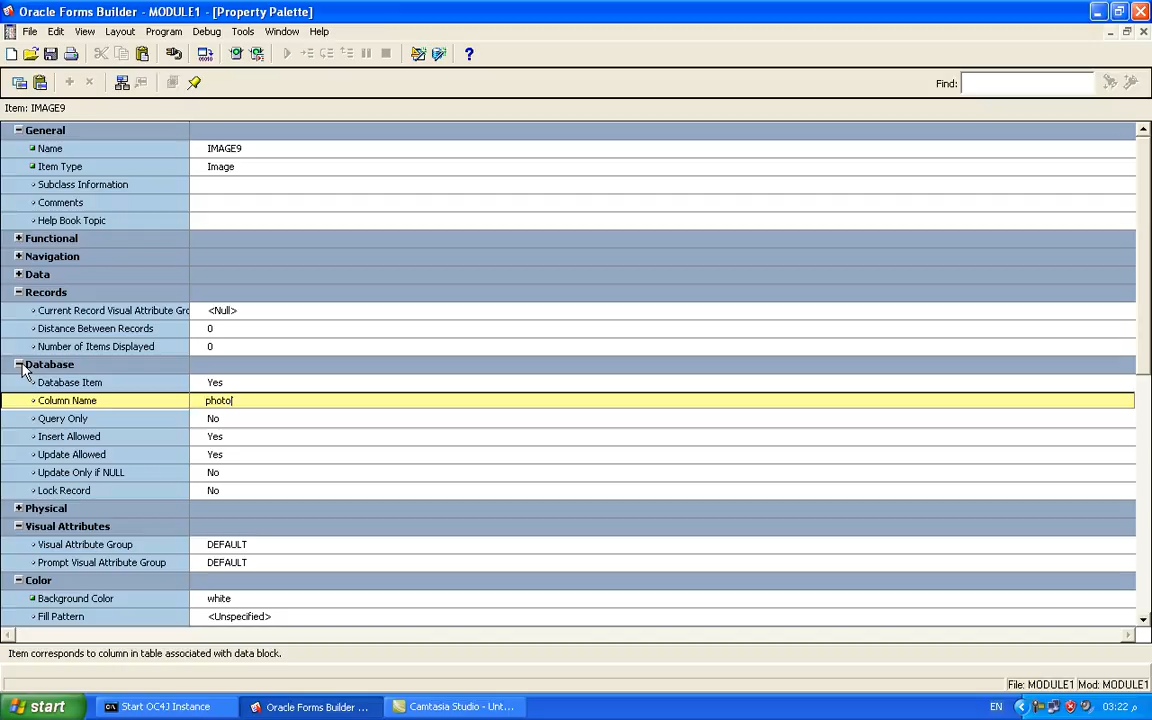 Oracle Forms Builder - MODULE1 - [Property Palette]
File Edit View Layout Program Debug Tools Window Help
Find:
Item: IMAGE9
General
Name IMAGE9
Item Type Image
Subclass Information
Comments
Help Book Topic
Functional
Navigation
Data
Records
Current Record Visual Attribute Grc <Null>
Distance Between Records 0
Number of Items Displayed 0
Database
Database Item Yes
Column Name photo
Query Only No
Insert Allowed Yes
Update Allowed Yes
Update Only if NULL No
Lock Record No
Physical
Visual Attributes
Visual Attribute Group DEFAULT
Prompt Visual Attribute Group DEFAULT
Color
Background Color white
Fill Pattern <Unspecified>
Item corresponds to column in table associated with data block.
File: MODULE1 Mod: MODULE1
start Start OC4J Instance Oracle Forms Builder ... Camtasia Studio - Unt... EN 03:22 م